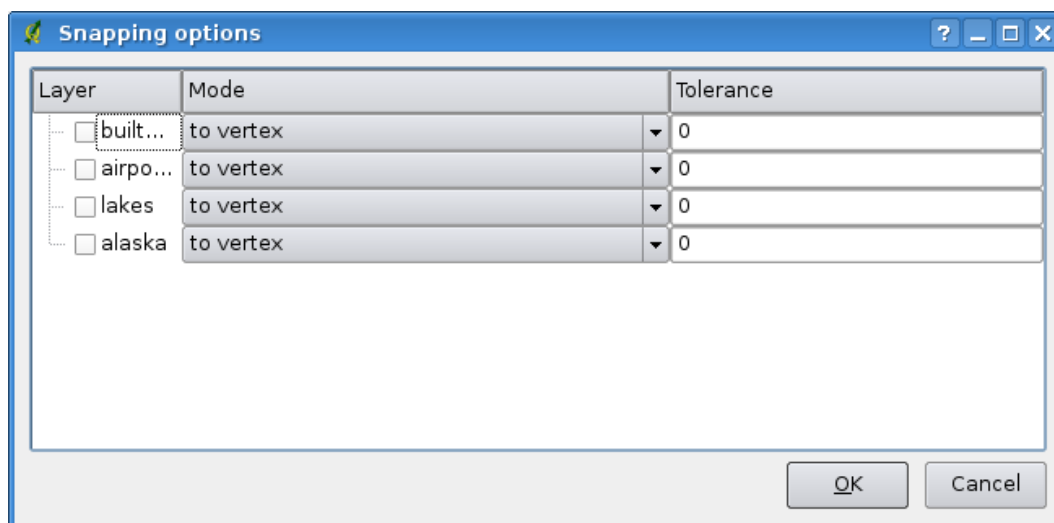 Snapping options
Layer Mode Tolerance
built... to vertex 0
airpo... to vertex 0
lakes to vertex 0
alaska to vertex 0
OK Cancel